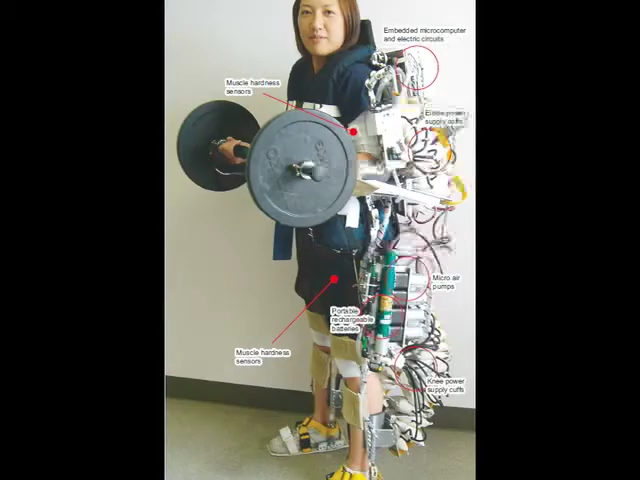 Embedded microcomputer
and electric circuits
Muscle hardness
sensors
supply cuffs
Micro air
pumps
Portable
rechargeable
batteries
Muscle hardness
sensors
Knee power
supply cuffs